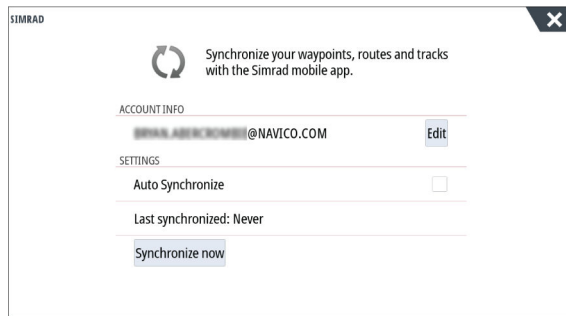 SIMRAD
Synchronize your waypoints, routes and tracks
with the Simrad mobile app.
ACCOUNT INFO
@NAVICO.COM
Edit
SETTINGS
Auto Synchronize
Last synchronized: Never
Synchronize now